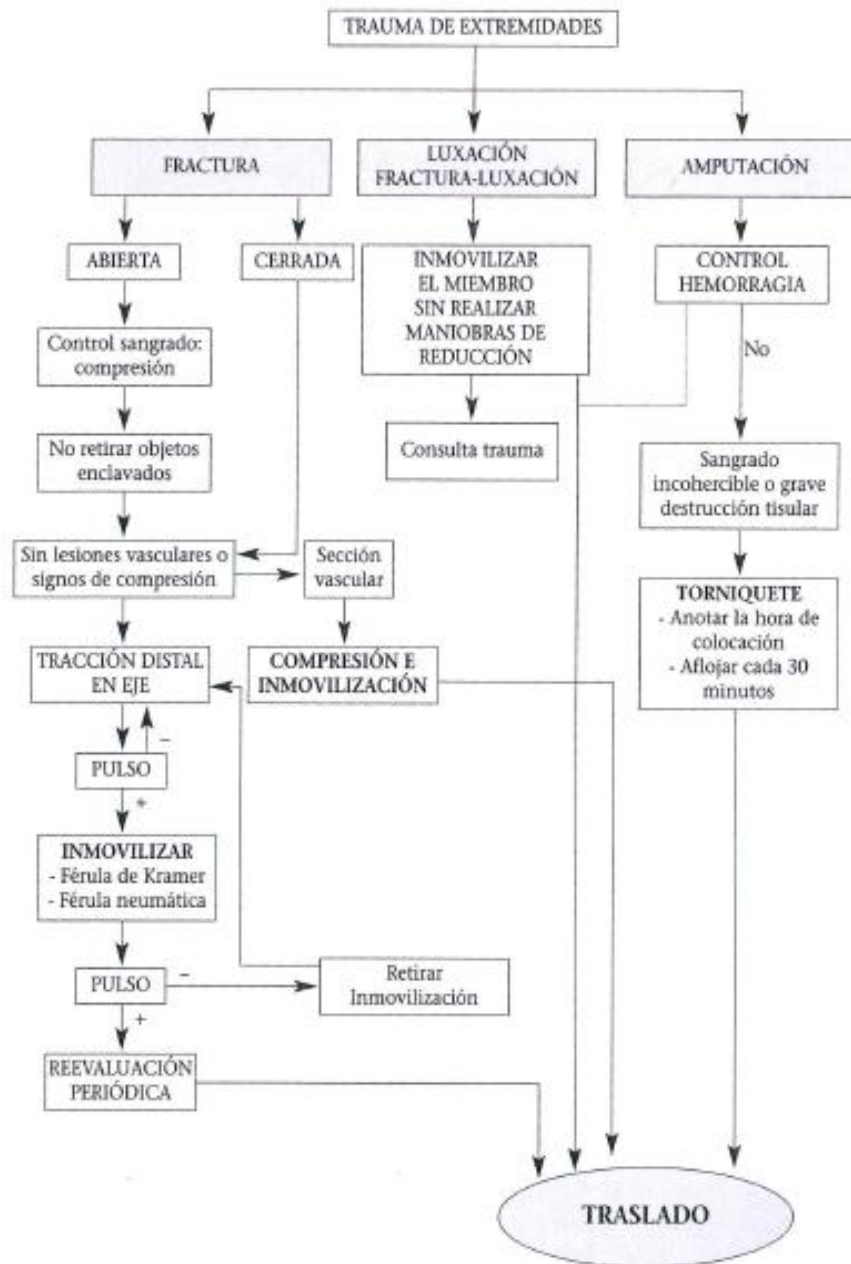 TRAUMA DE EXTREMIDADES
FRACTURA
LUXACIÓN
FRACTURA-LUXACIÓN
AMPUTACIÓN
ABIERTA
CERRADA
INMOVILIZAR
EL MIEMBRO
SIN REALIZAR
MANIOBRAS DE
REDUCCIÓN
CONTROL
HEMORRAGIA
Control sangrado:
compresión
No
No retirar objetos
enclavados
Consulta trauma
Sangrado
incohercible o grave
destrucción tisular
Sin lesiones vasculares o
signos de compresión
Sección
vascular
TORNIQUETE
- Anotar la hora de
colocación
- Aflojar cada 30
minutos
TRACCIÓN DISTAL
EN EJE
COMPRESIÓN E
INMOVILIZACIÓN
–
PULSO
+
INMOVILIZAR
- Férula de Kramer
- Férula neumática
PULSO
–
Retirar
Inmovilización
+
REEVALUACIÓN
PERIÓDICA
TRASLADO